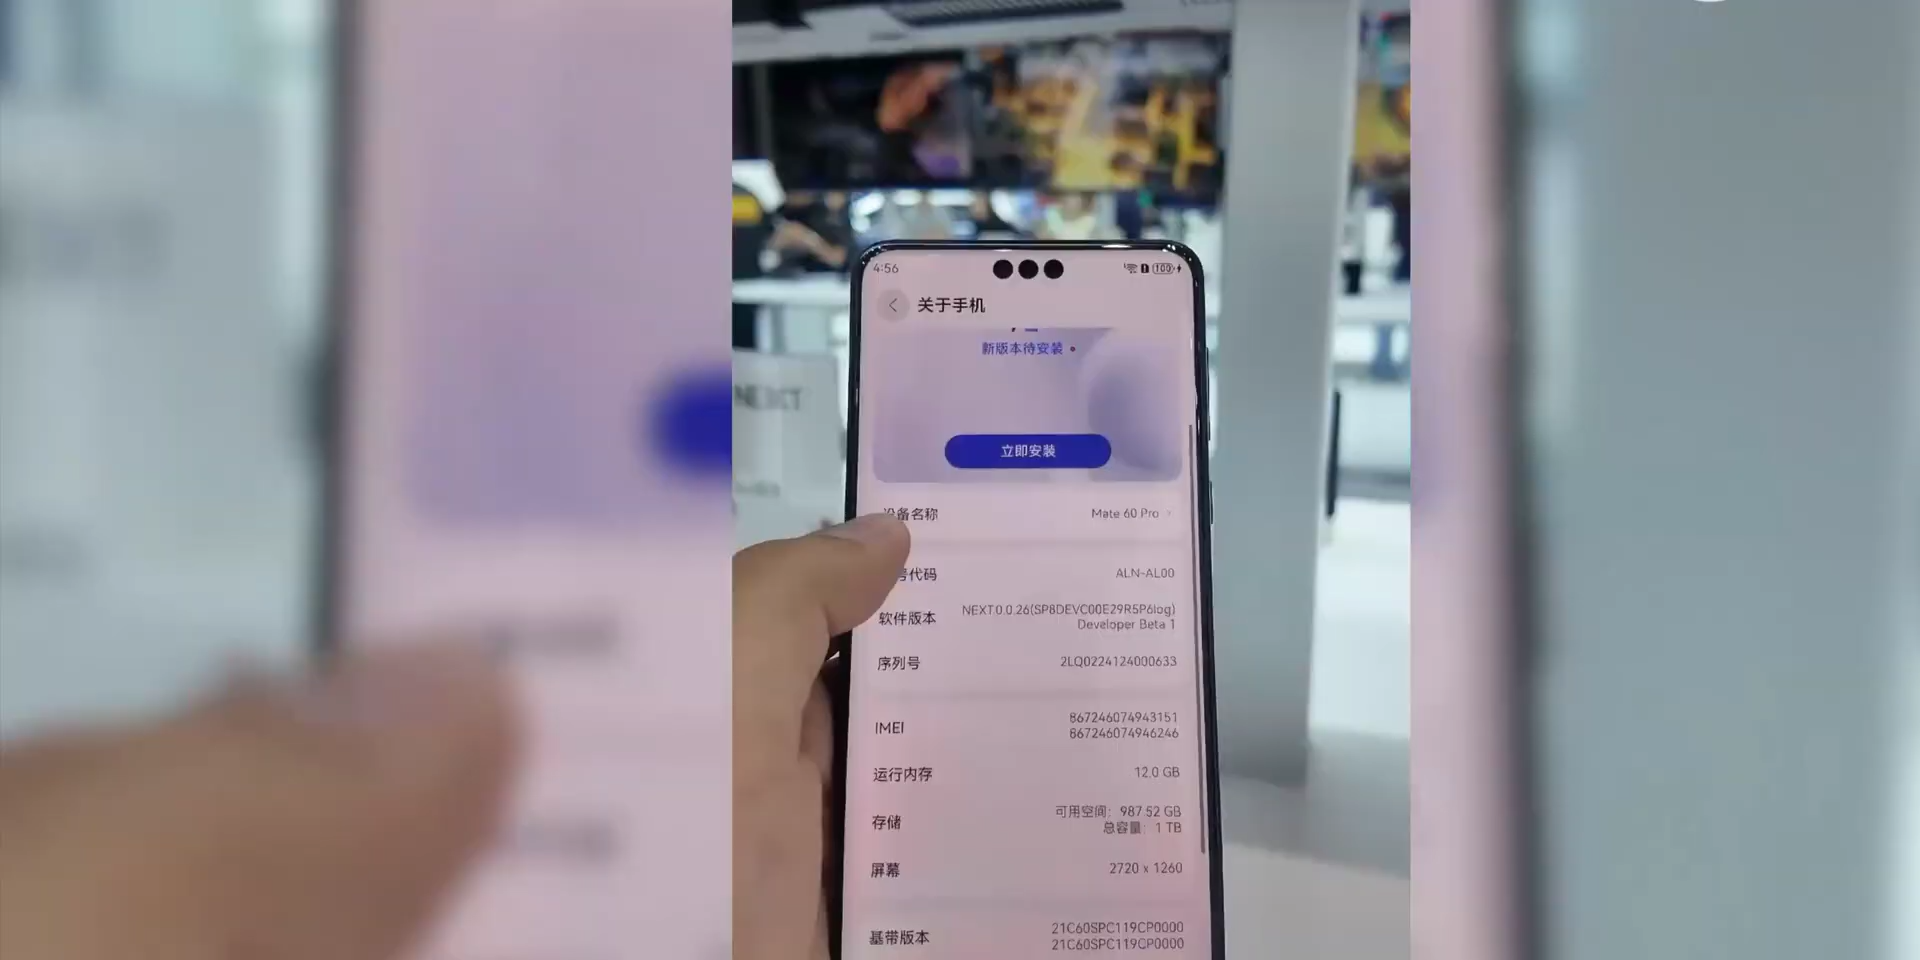 4:56
100
关于手机
新版本待安装
立即安装
NEXT
设备名称 Mate 60 Pro
号代码 ALN-AL00
软件版本 NEXT.0.0.26(SP8DEVC00E29R5P6log)
Developer Beta 1
序列号 2LQ0224124000633
IMEI 867246074943151
867246074946246
运行内存 12.0 GB
存储 可用空间: 987.52 GB
总容量: 1 TB
屏幕 2720 x 1260
基带版本 21C60SPC119CP0000
21C60SPC119CP0000